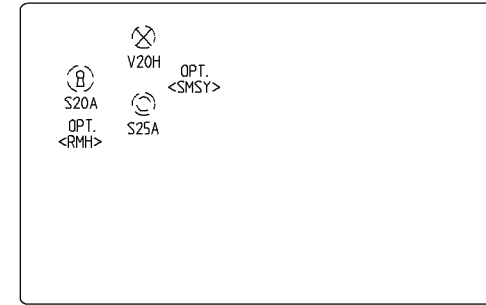 V20H
OPT.
<SMSY>
S20A
OPT.
<RMH>
S25A